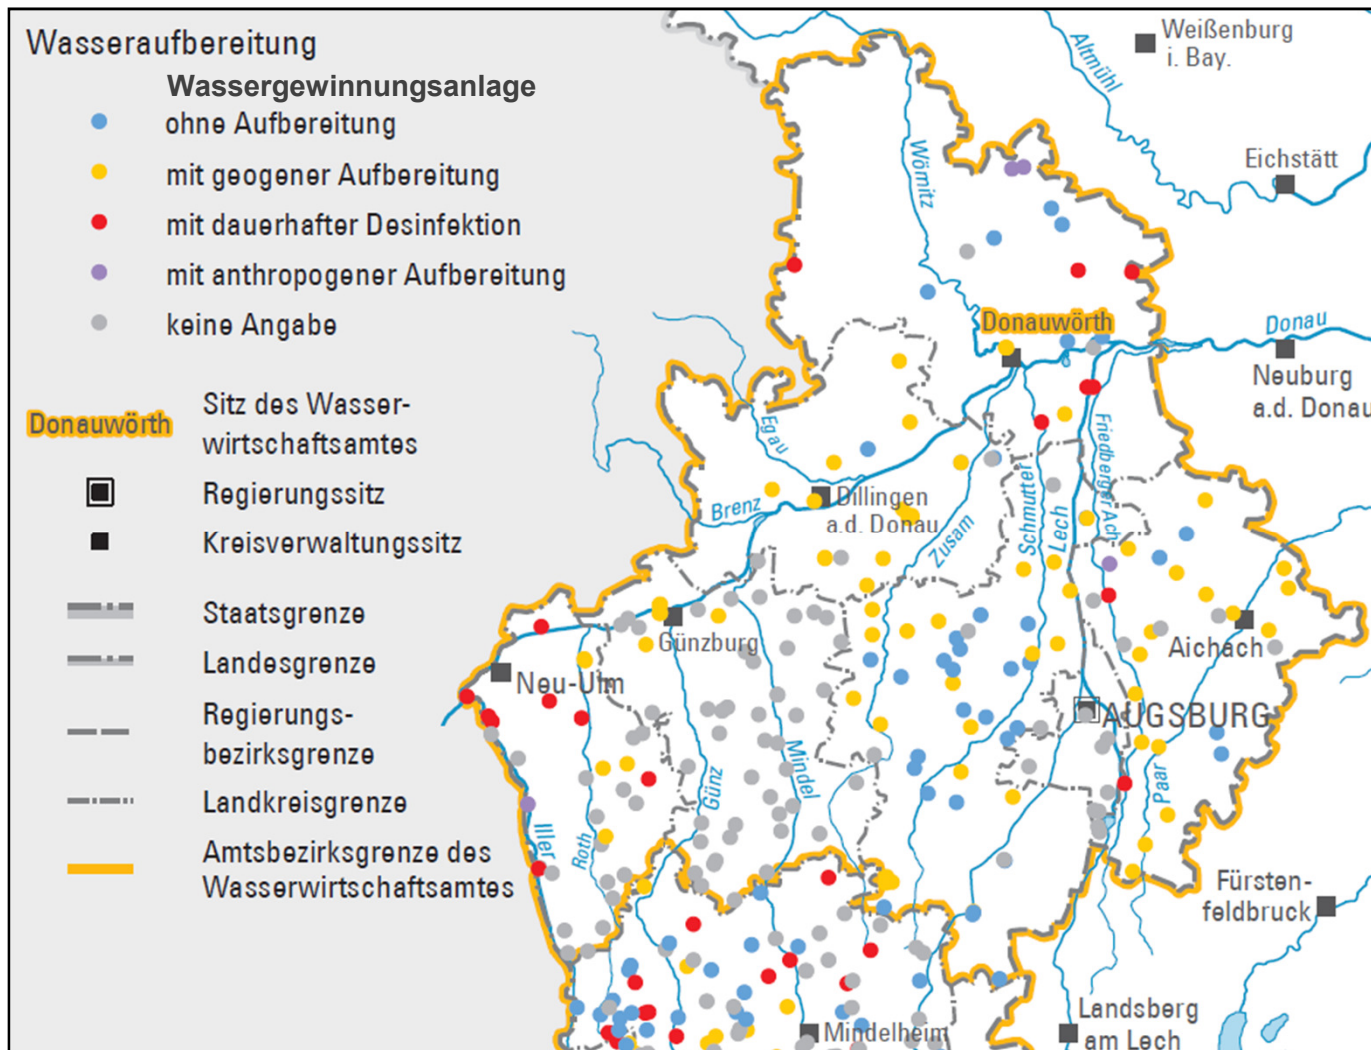 Wasseraufbereitung
Wassergewinnungsanlage
ohne Aufbereitung
mit geogener Aufbereitung
mit dauerhafter Desinfektion
mit anthropogener Aufbereitung
keine Angabe
Donauwörth
Sitz des Wasser-
wirtschaftsamtes
Regierungssitz
Kreisverwaltungssitz
Staatsgrenze
Landesgrenze
Regierungs-
bezirksgrenze
Landkreisgrenze
Amtsbezirksgrenze des
Wasserwirtschaftsamtes
Weißenburg
i. Bay.
Altmühl
Eichstätt
Wörnitz
Donauwörth
Donau
Neuburg
a.d. Donau
Egau
Friedberger Ach
Brenz
Dillingen
a.d. Donau
Zusam
Schmutter
Lech
Günzburg
Aichach
Neu-Ulm
AUGSBURG
Mindel
Günz
Paar
Iller
Roth
Fürsten-
feldbruck
Landsberg
am Lech
Mindelheim